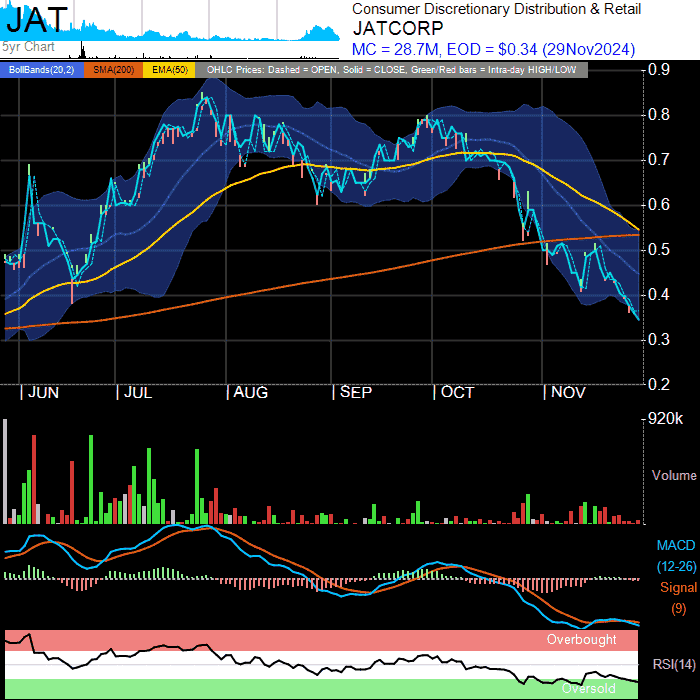 JAT
5yr Chart
Consumer Discretionary Distribution & Retail
JATCORP
MC = 28.7M, EOD = $0.34 (29Nov2024)
BollBands(20,2) SMA(200) EMA(50) OHLC Prices: Dashed = OPEN, Solid = CLOSE, Green/Red bars = Intra-day HIGH/LOW
0.9
0.8
0.7
0.6
0.5
0.4
0.3
0.2
| JUN | JUL | AUG | SEP | OCT | NOV
920k
Volume
MACD
(12-26)
Signal
(9)
Overbought
RSI(14)
Oversold